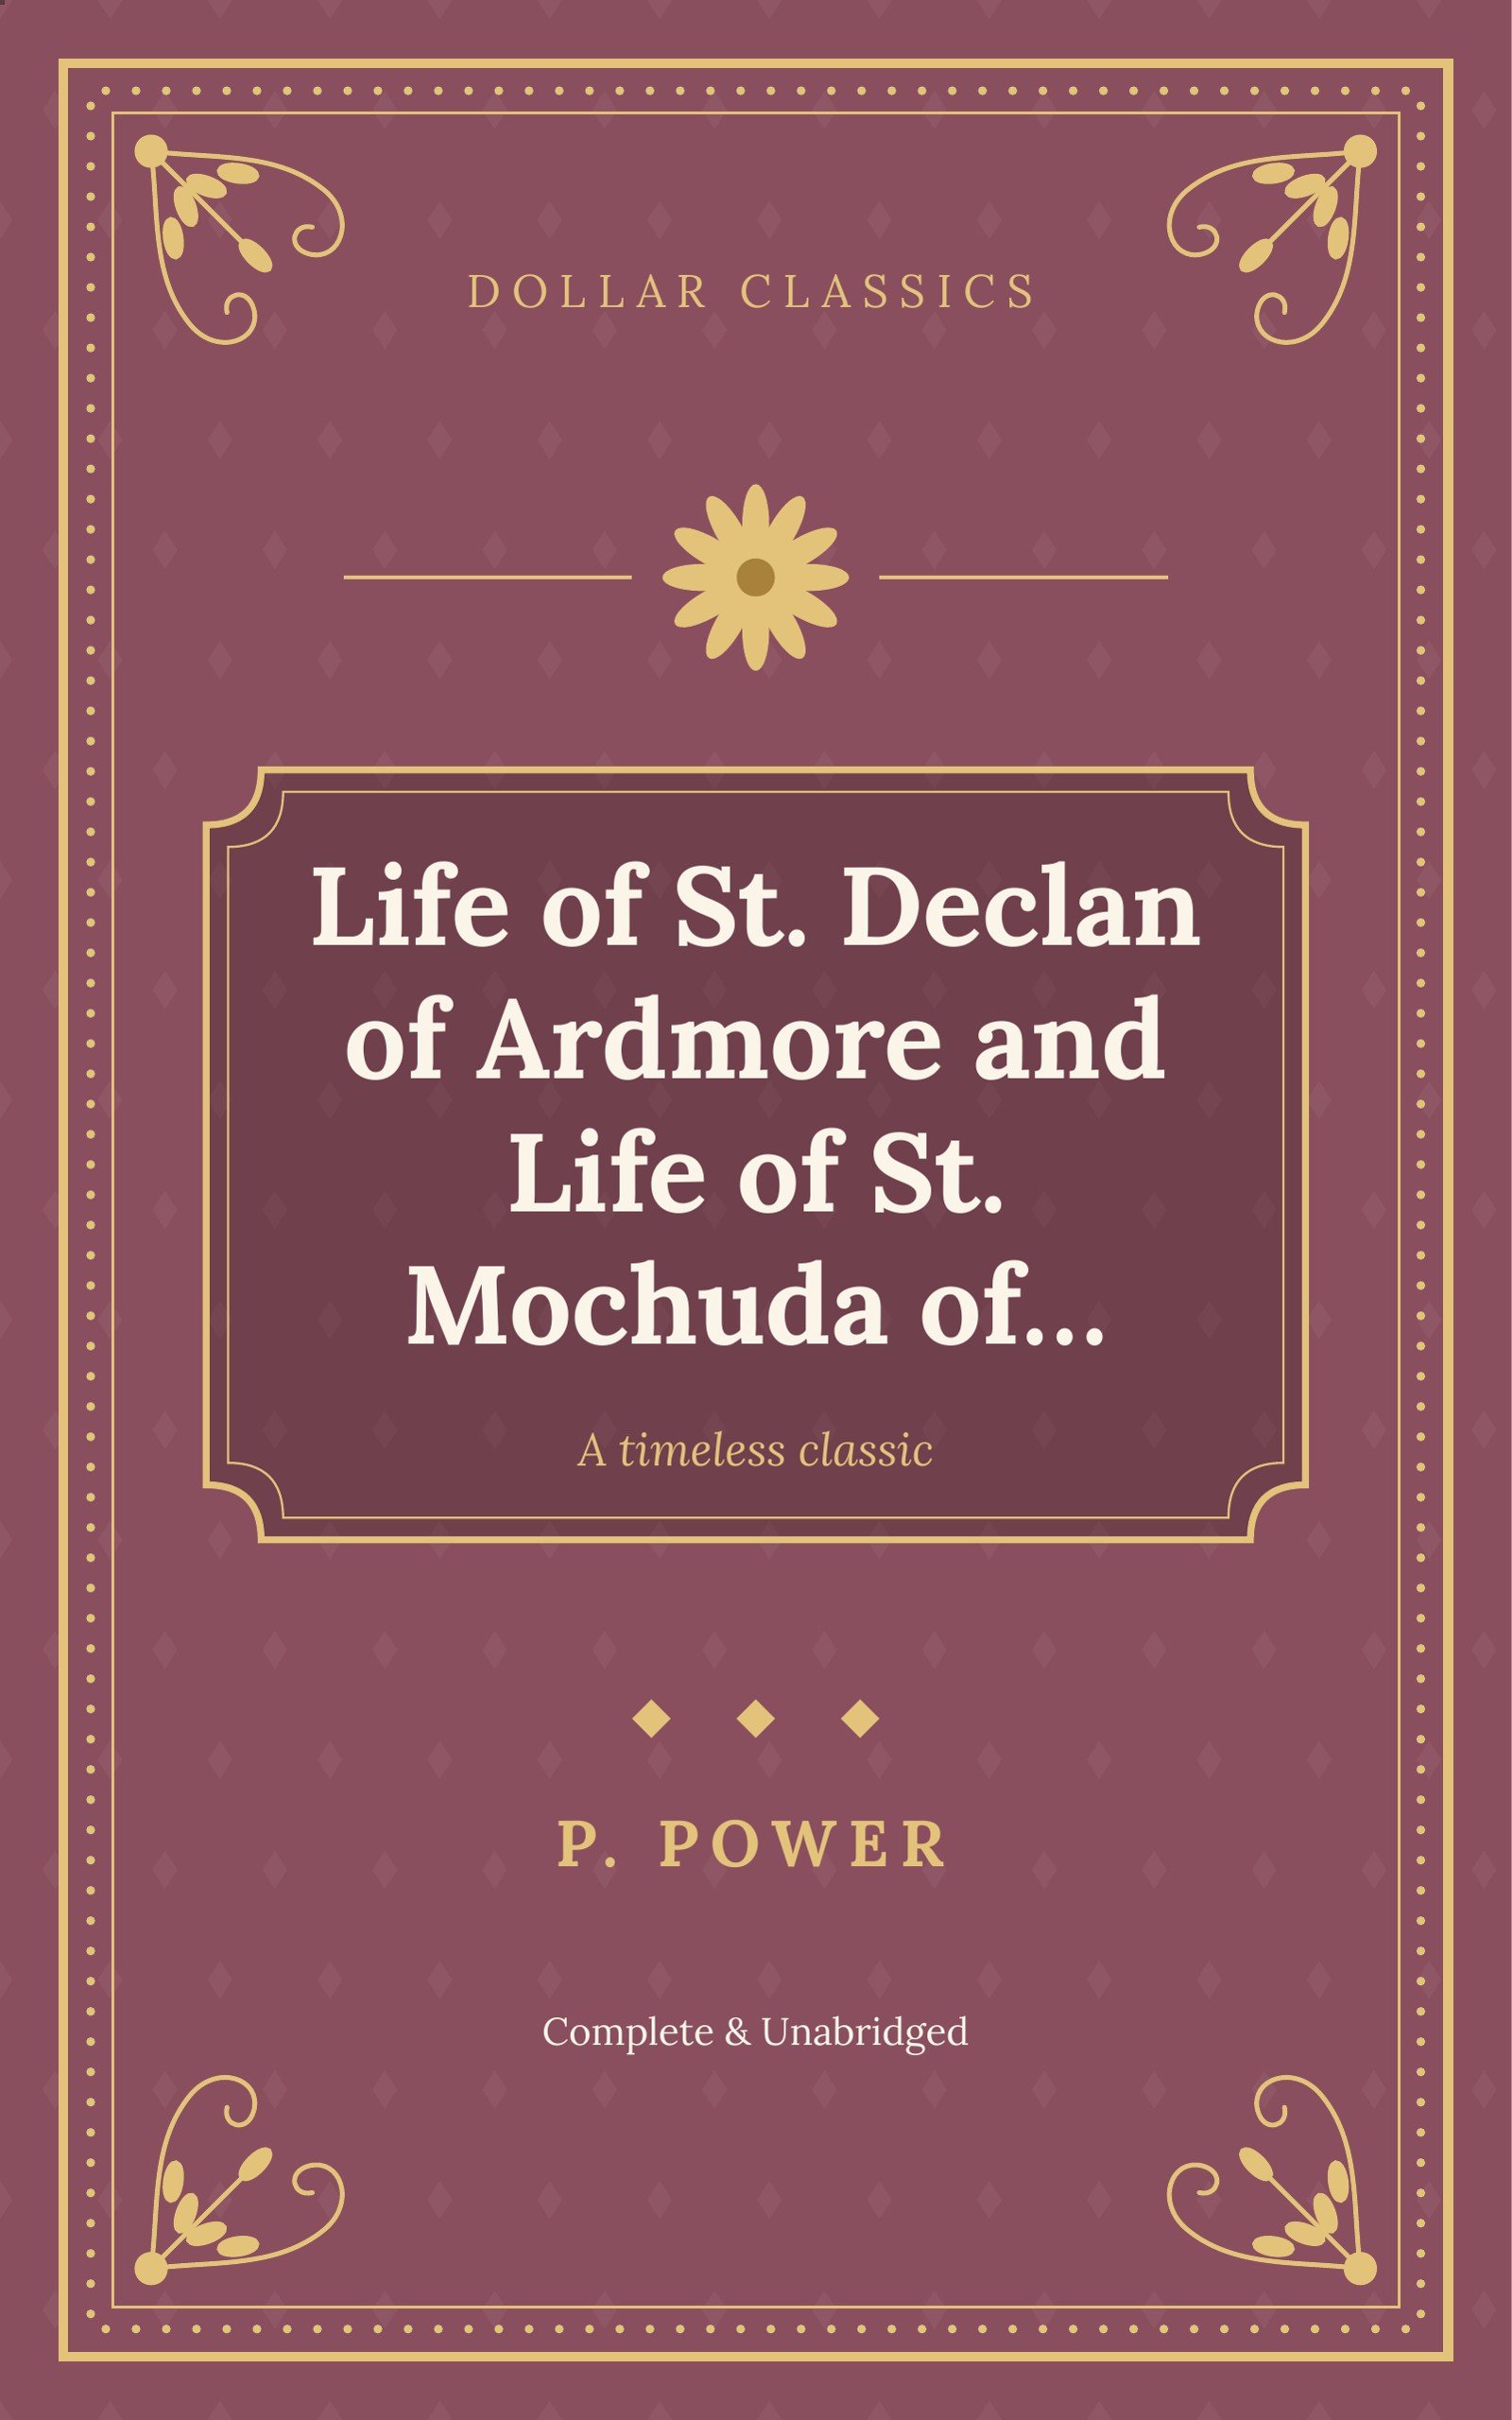 DOLLAR CLASSICS
Life of St. Declan
of Ardmore and
Life of St.
Mochuda of...
A timeless classic
P. POWER
Complete & Unabridged